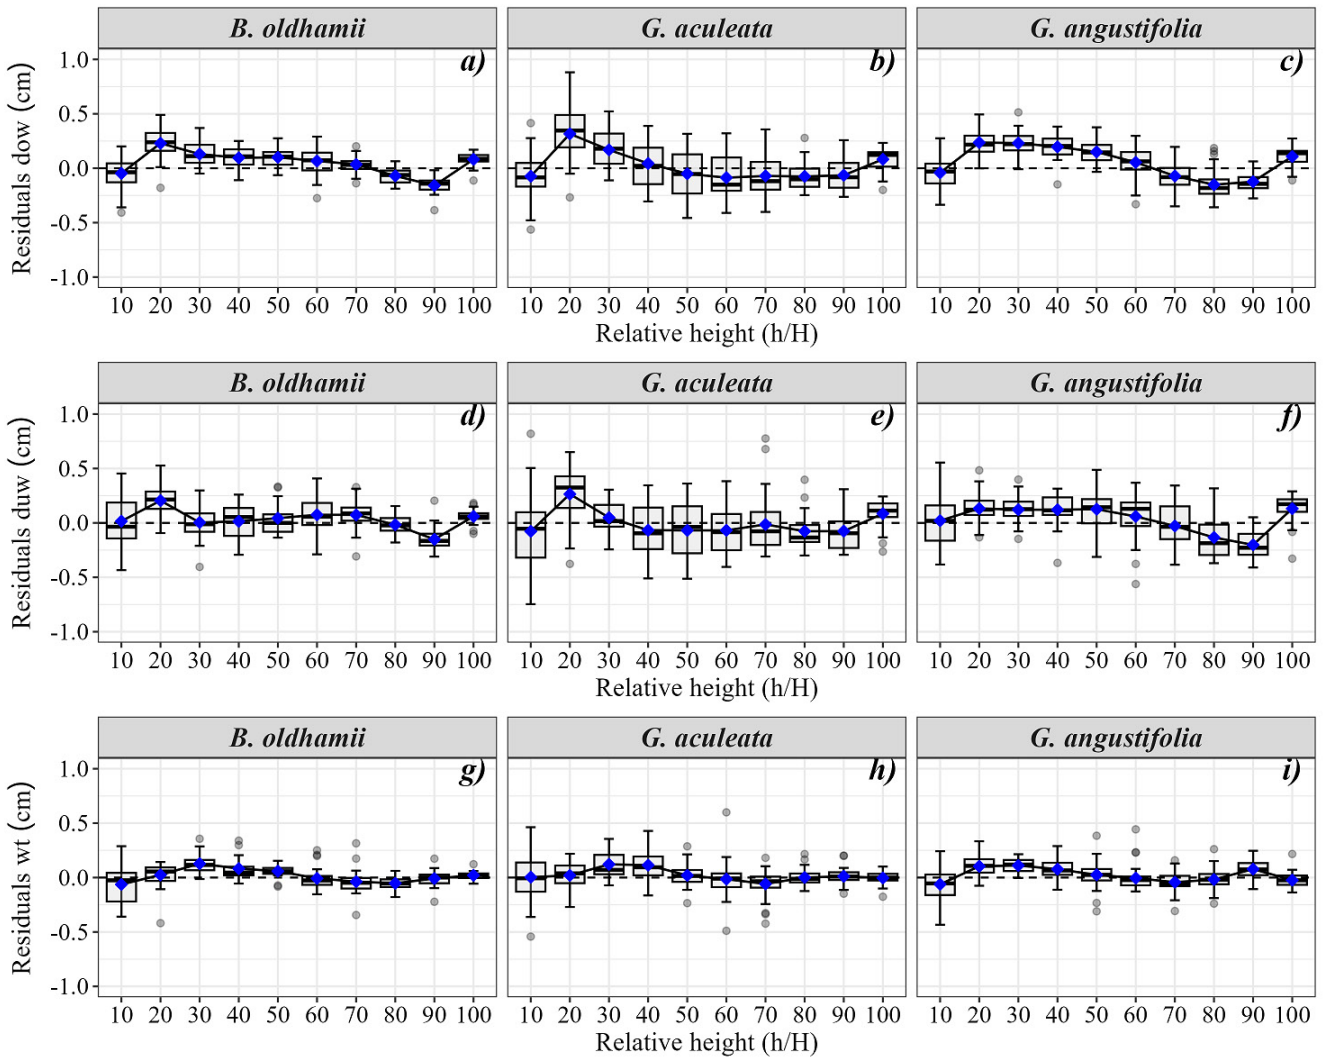 B. oldhamii G. aculeata G. angustifolia
a) b) c)
Residuals dow (cm)
1.0
0.5
0.0
-0.5
-1.0
10 20 30 40 50 60 70 80 90 100 10 20 30 40 50 60 70 80 90 100 10 20 30 40 50 60 70 80 90 100
Relative height (h/H)
B. oldhamii G. aculeata G. angustifolia
d) e) f)
Residuals duw (cm)
1.0
0.5
0.0
-0.5
-1.0
10 20 30 40 50 60 70 80 90 100 10 20 30 40 50 60 70 80 90 100 10 20 30 40 50 60 70 80 90 100
Relative height (h/H)
B. oldhamii G. aculeata G. angustifolia
g) h) i)
Residuals wt (cm)
1.0
0.5
0.0
-0.5
-1.0
10 20 30 40 50 60 70 80 90 100 10 20 30 40 50 60 70 80 90 100 10 20 30 40 50 60 70 80 90 100
Relative height (h/H)